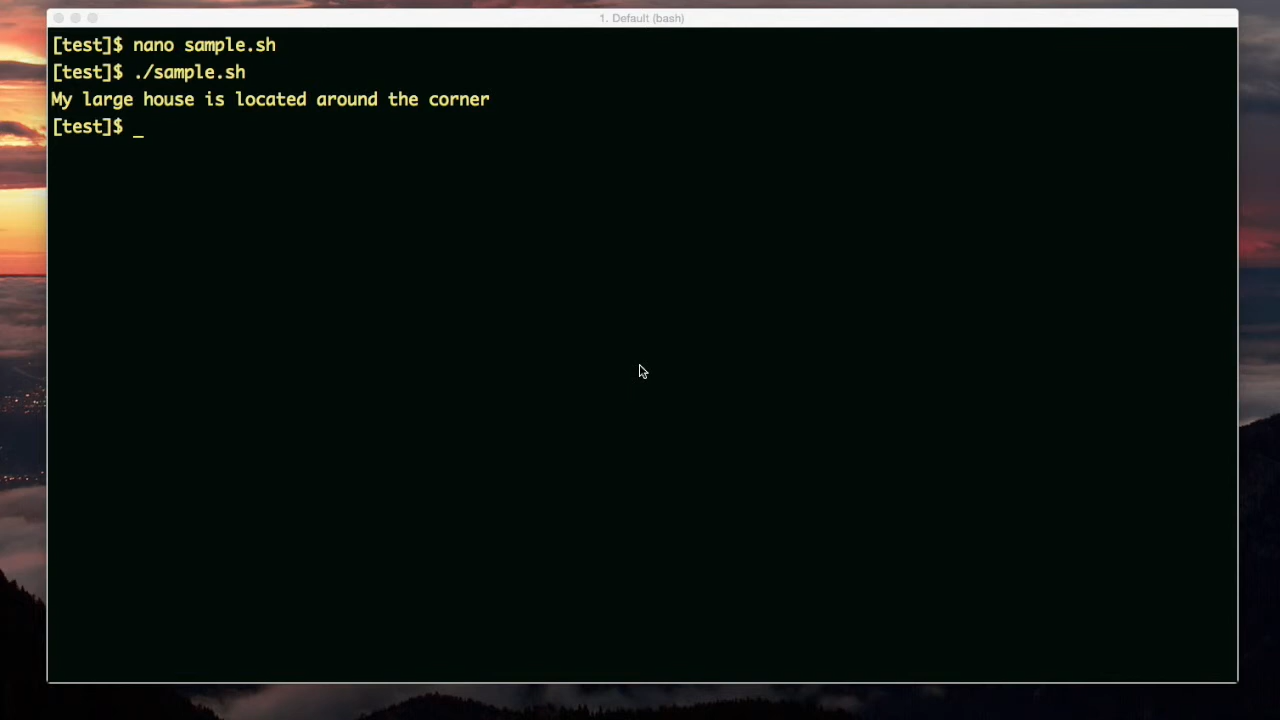 1. Default (bash)
[test]$ nano sample.sh
[test]$ ./sample.sh
My large house is located around the corner
[test]$ _